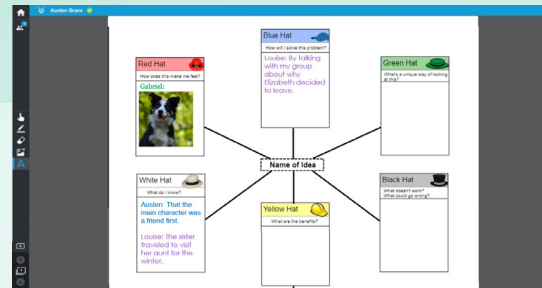 Austen Grace
Blue Hat
How will I solve this problem?
Louise: By talking
with my group
about why
Elizabeth decided
to leave.
Red Hat
How does this make me feel?
Gabriel:
Green Hat
What's a unique way of looking
at this?
Name of Idea
White Hat
What do I know?
Austen: That the
main character was
a friend first.
Louise: The sister
traveled to visit
her aunt for the
winter.
Yellow Hat
What are the benefits?
Black Hat
What doesn't work?
What could go wrong?